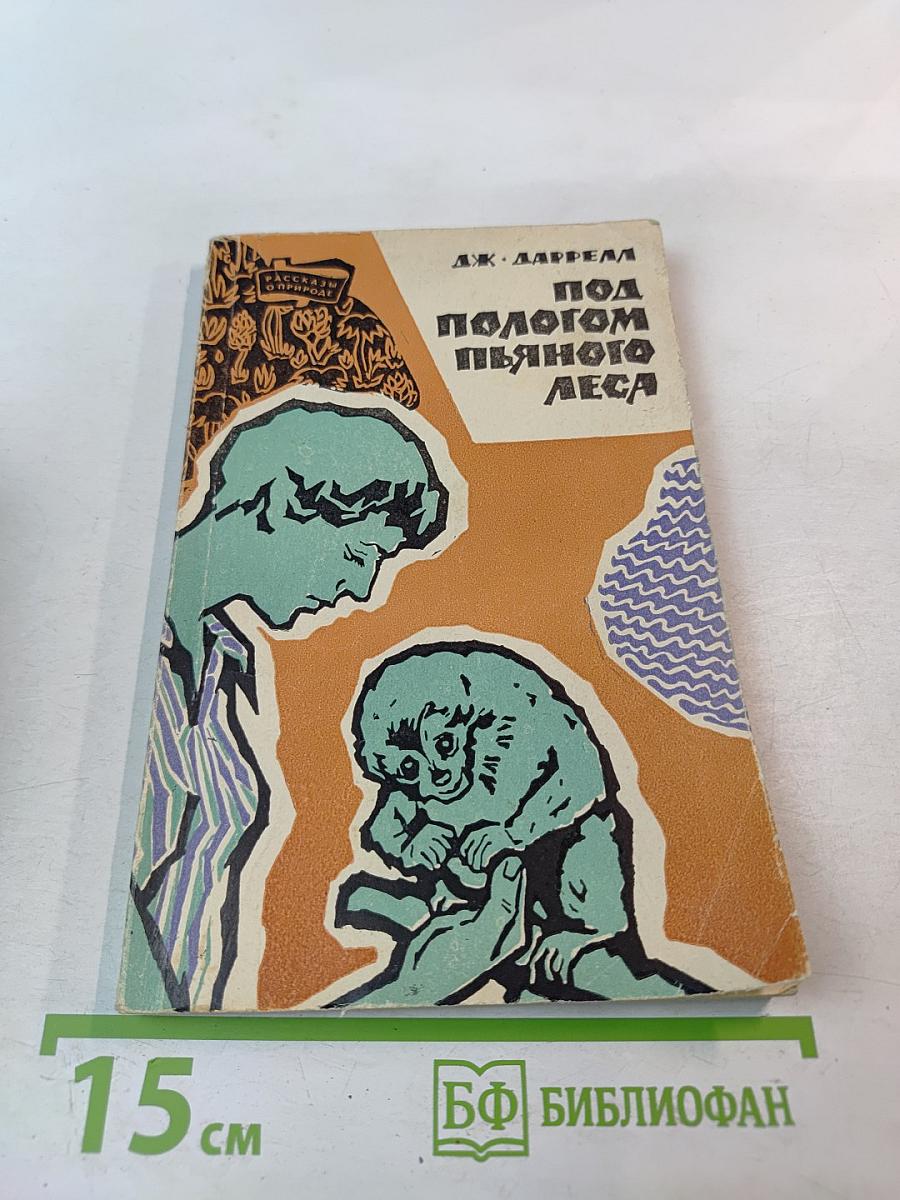 РАССКАЗЫ
О ПРИРОДЕ
ДЖ · ДАРРЕЛЛ
ПОД
ПОЛОГОМ
ПЬЯНОГО
ЛЕСА
15 см
БФ БИБЛИОФАН